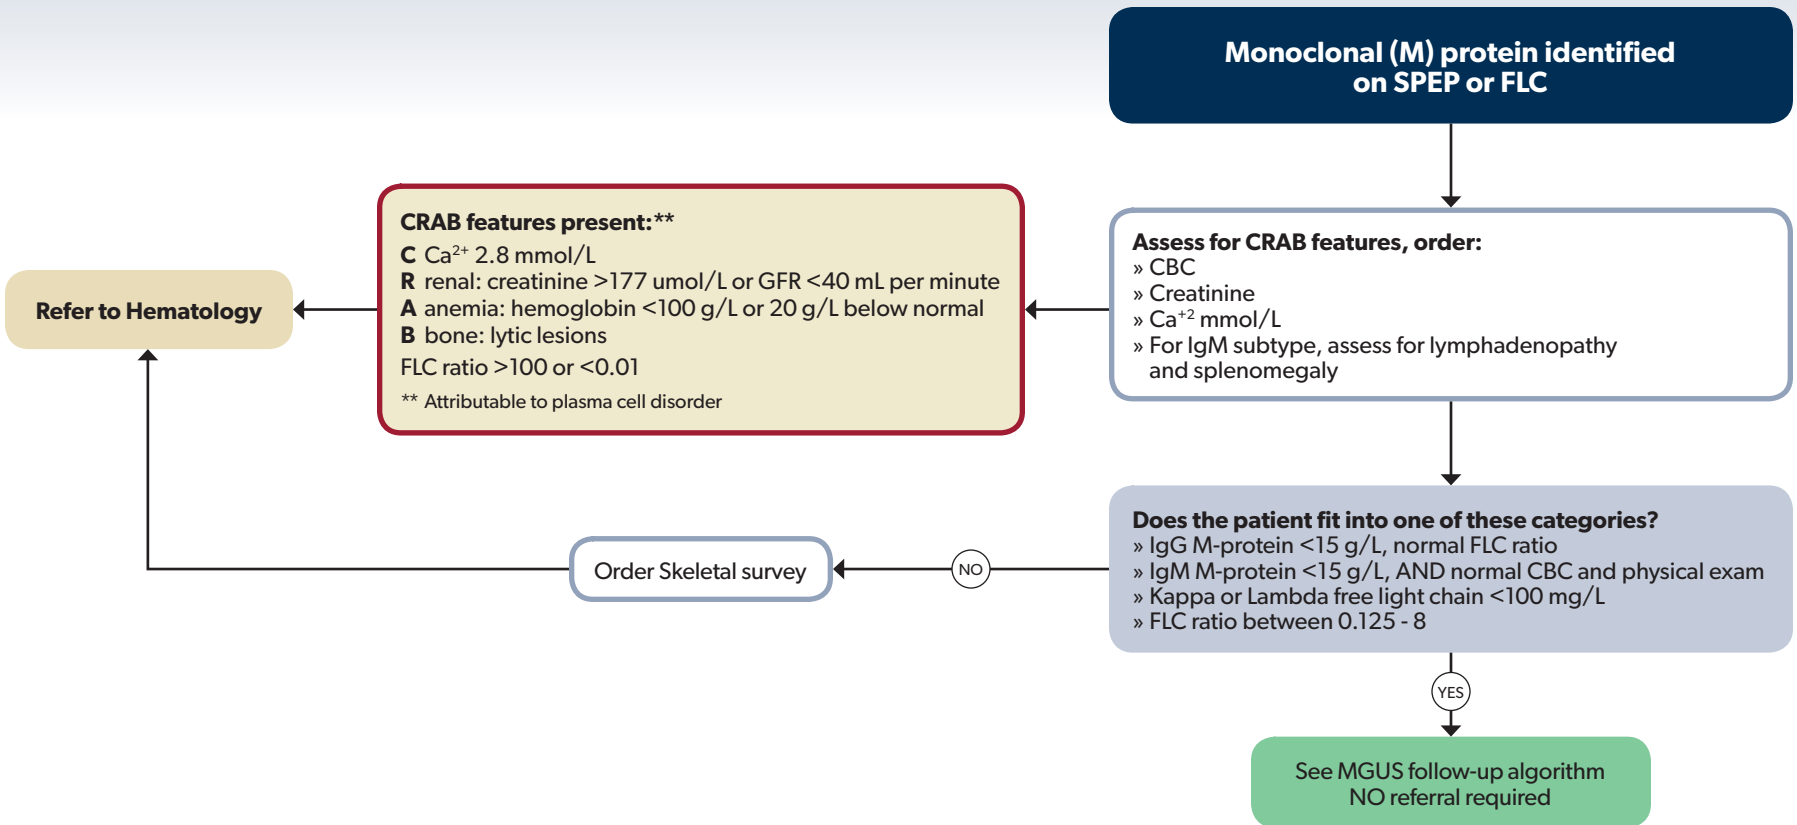 Monoclonal (M) protein identified
on SPEP or FLC
Assess for CRAB features, order:
» CBC
» Creatinine
» Ca⁺² mmol/L
» For IgM subtype, assess for lymphadenopathy
and splenomegaly
CRAB features present:**
C Ca²⁺ 2.8 mmol/L
R renal: creatinine >177 umol/L or GFR <40 mL per minute
A anemia: hemoglobin <100 g/L or 20 g/L below normal
B bone: lytic lesions
FLC ratio >100 or <0.01
** Attributable to plasma cell disorder
Refer to Hematology
Does the patient fit into one of these categories?
» IgG M-protein <15 g/L, normal FLC ratio
» IgM M-protein <15 g/L, AND normal CBC and physical exam
» Kappa or Lambda free light chain <100 mg/L
» FLC ratio between 0.125 - 8
NO
Order Skeletal survey
YES
See MGUS follow-up algorithm
NO referral required